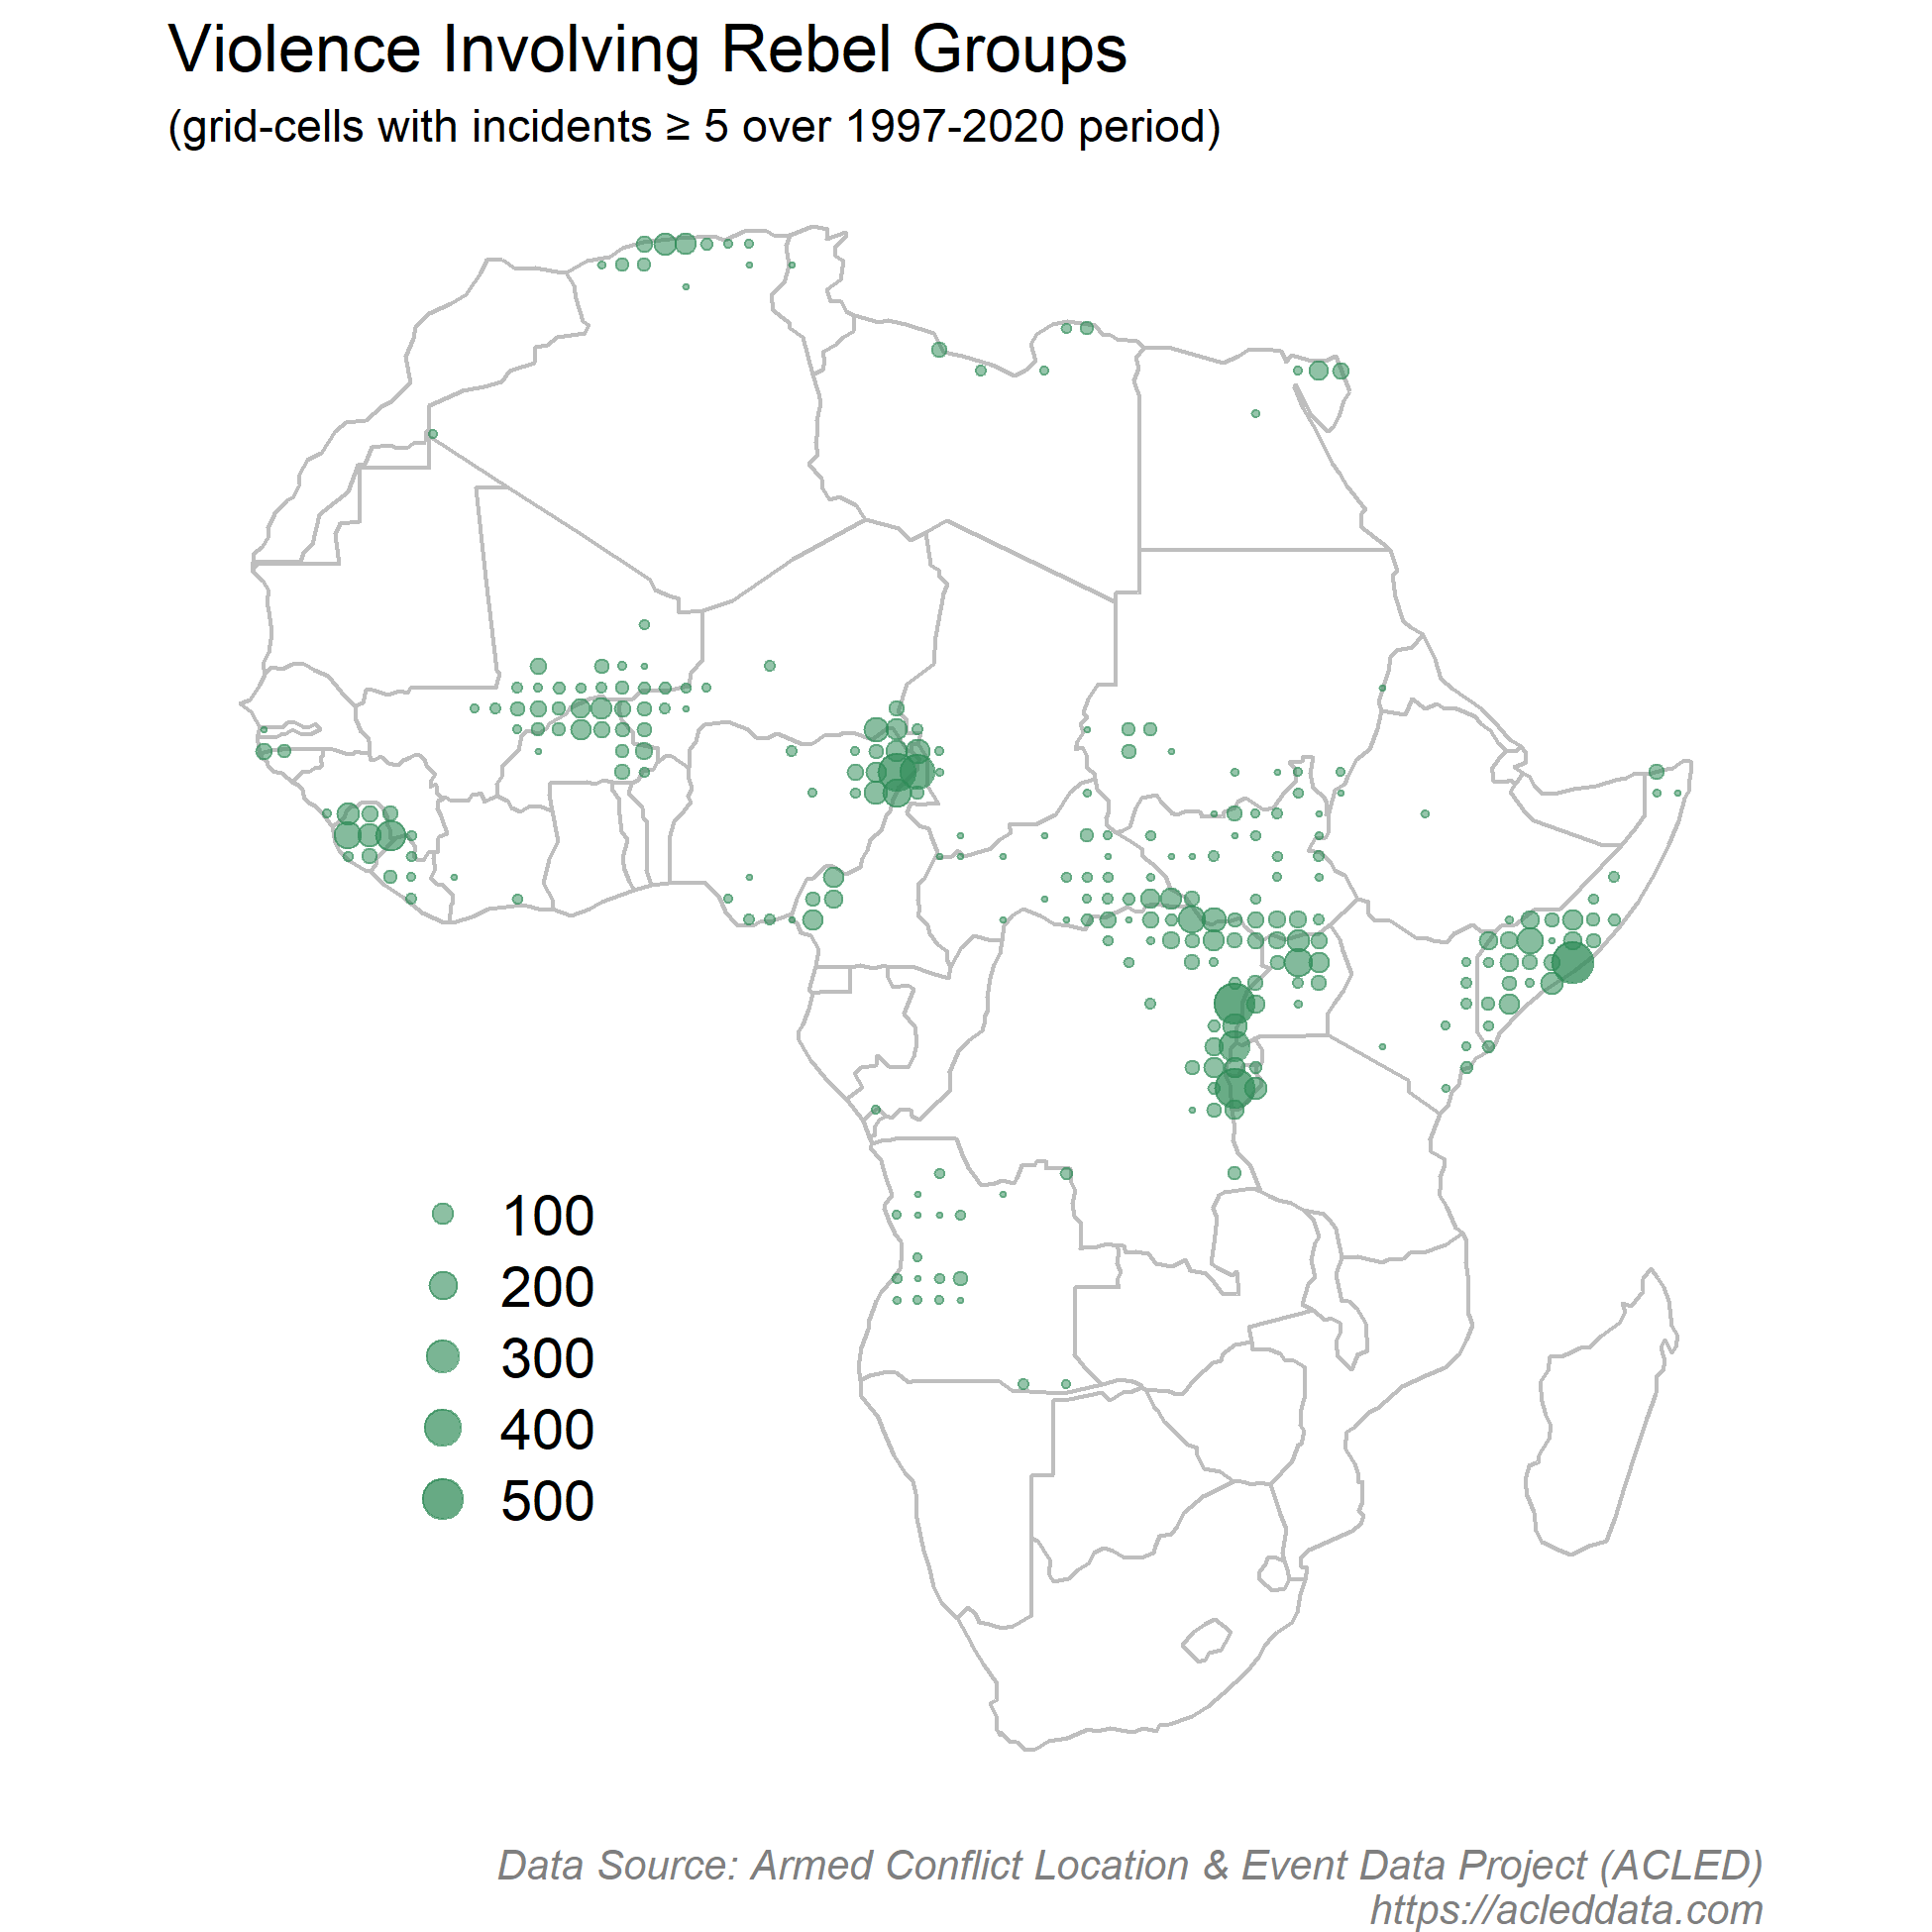 Violence Involving Rebel Groups
(grid-cells with incidents ≥ 5 over 1997-2020 period)
100
200
300
400
500
Data Source: Armed Conflict Location & Event Data Project (ACLED)
https://acleddata.com